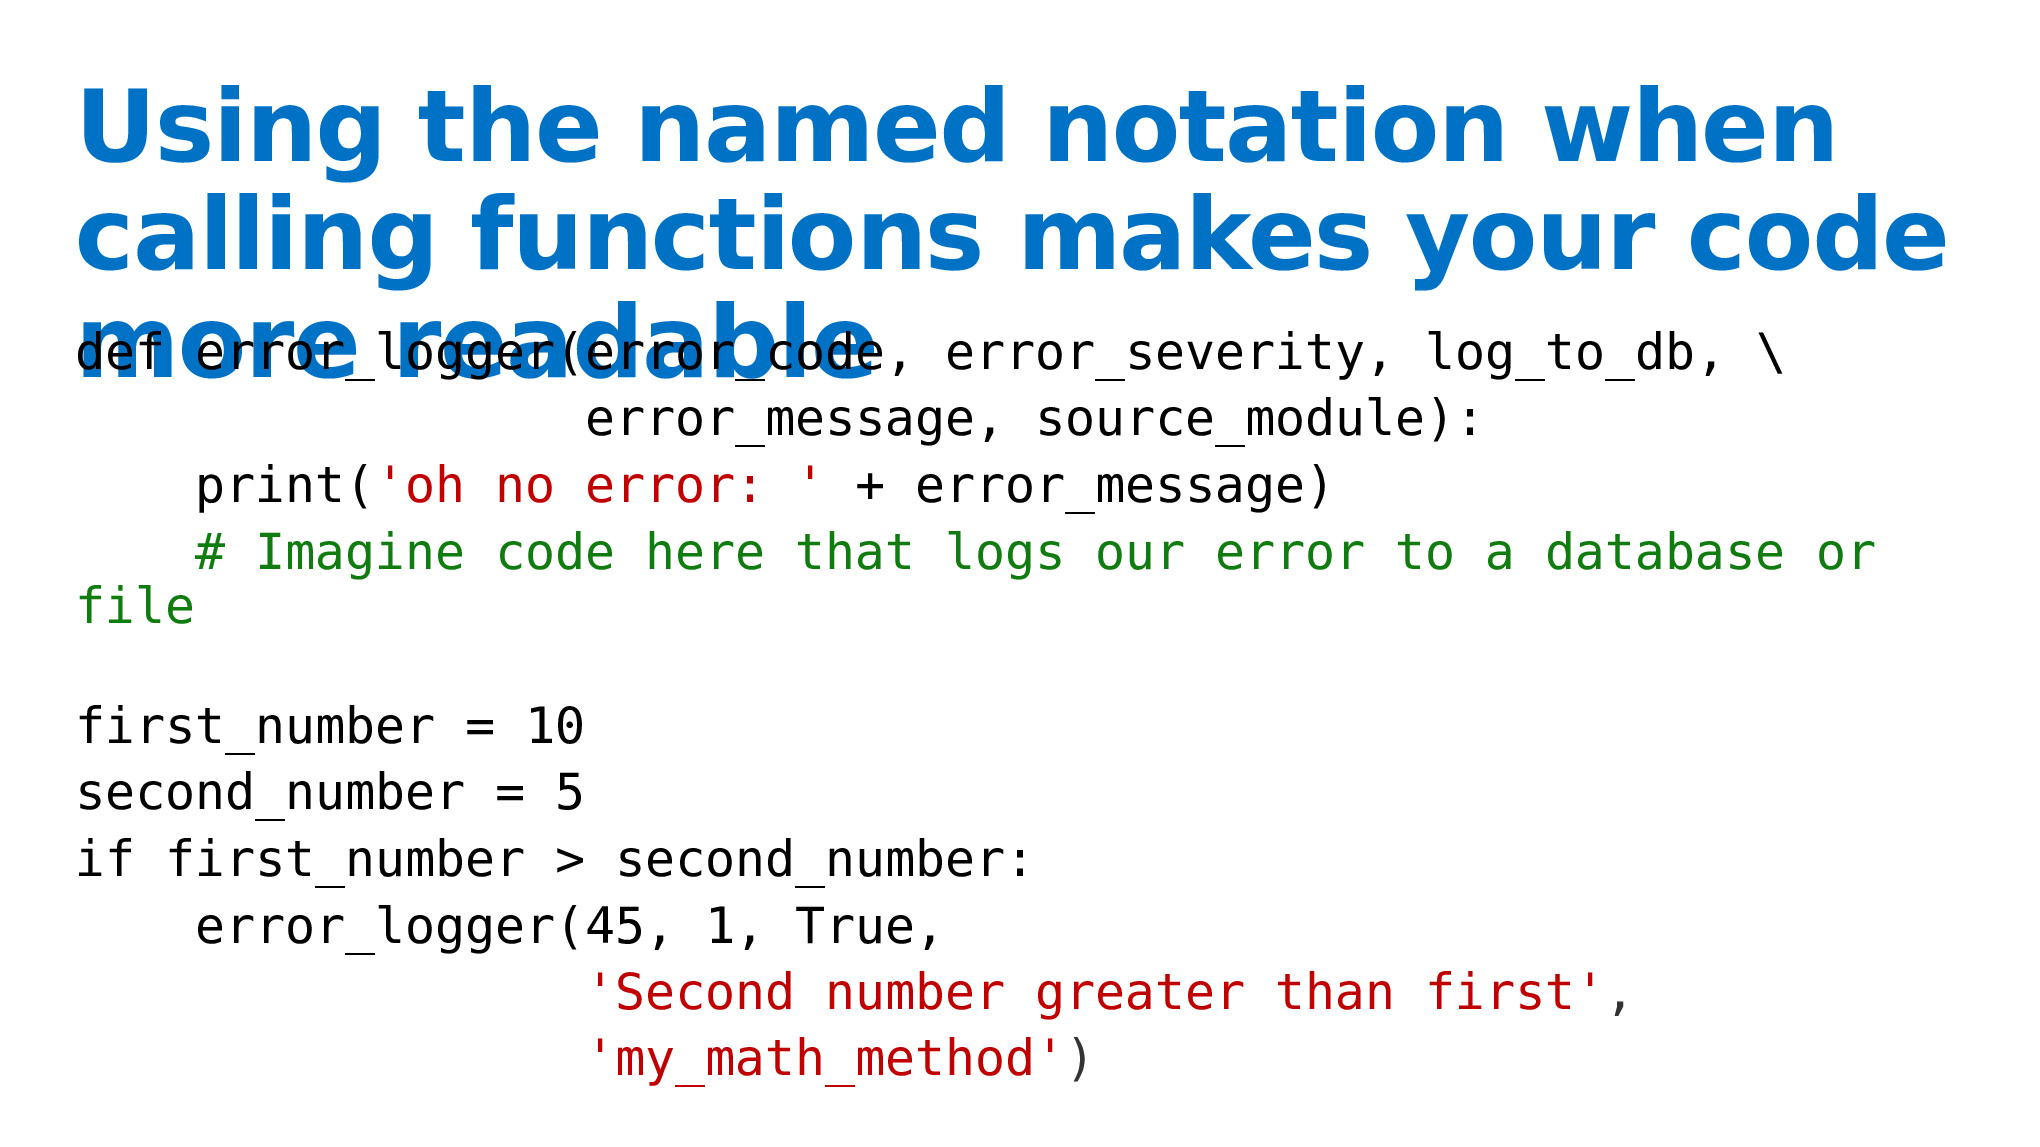 Using the named notation when
calling functions makes your code
more readable
def error_logger(error_code, error_severity, log_to_db, \
                 error_message, source_module):
    print('oh no error: ' + error_message)
    # Imagine code here that logs our error to a database or
file

first_number = 10
second_number = 5
if first_number > second_number:
    error_logger(45, 1, True,
                 'Second number greater than first',
                 'my_math_method')